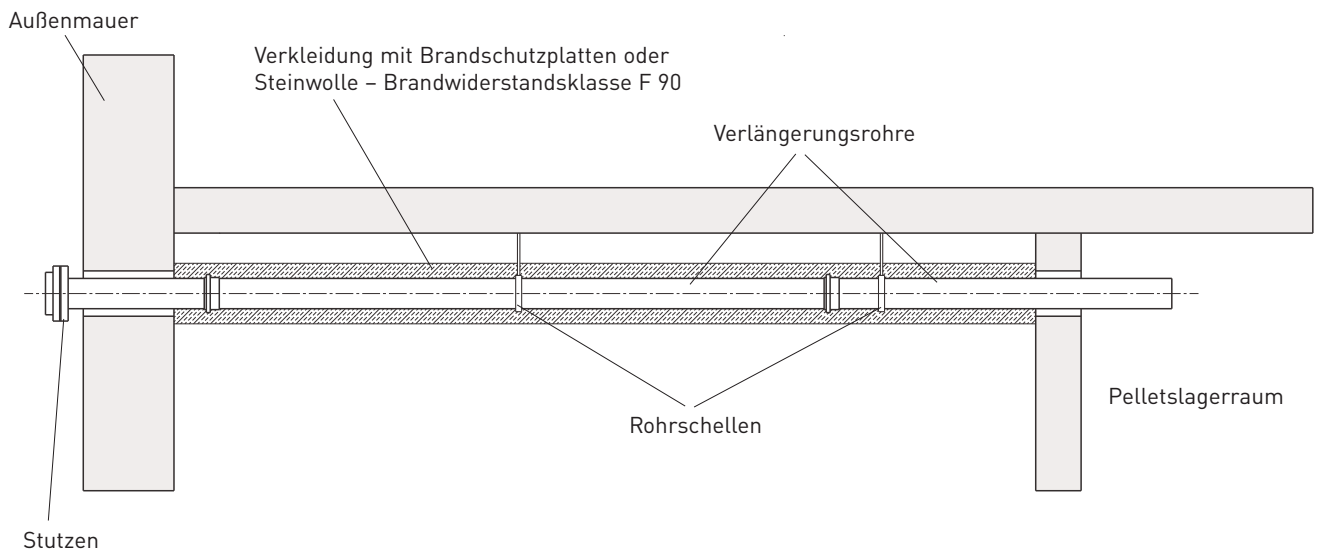 Außenmauer
Verkleidung mit Brandschutzplatten oder
Steinwolle – Brandwiderstandsklasse F 90
Verlängerungsrohre
Pelletslagerraum
Rohrschellen
Stutzen